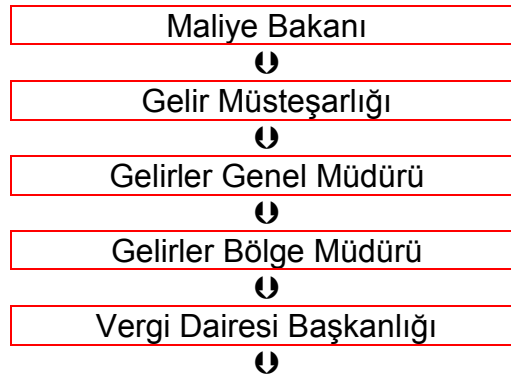 Maliye Bakanı
Gelir Müsteşarlığı
Gelirler Genel Müdürü
Gelirler Bölge Müdürü
Vergi Dairesi Başkanlığı